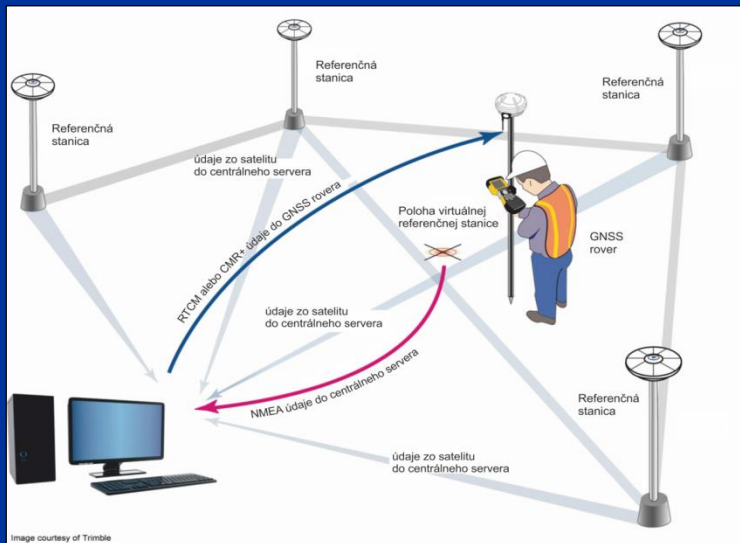 Referenčná
stanica
Referenčná
stanica
Referenčná
stanica
údaje zo satelitu
do centrálneho servera
RTCM alebo CMR+ údaje do GNSS rovera
Poloha virtuálnej
referenčnej stanice
GNSS
rover
údaje zo satelitu
do centrálneho servera
NMEA údaje do centrálneho servera
Referenčná
stanica
údaje zo satelitu
do centrálneho servera
Image courtesy of Trimble